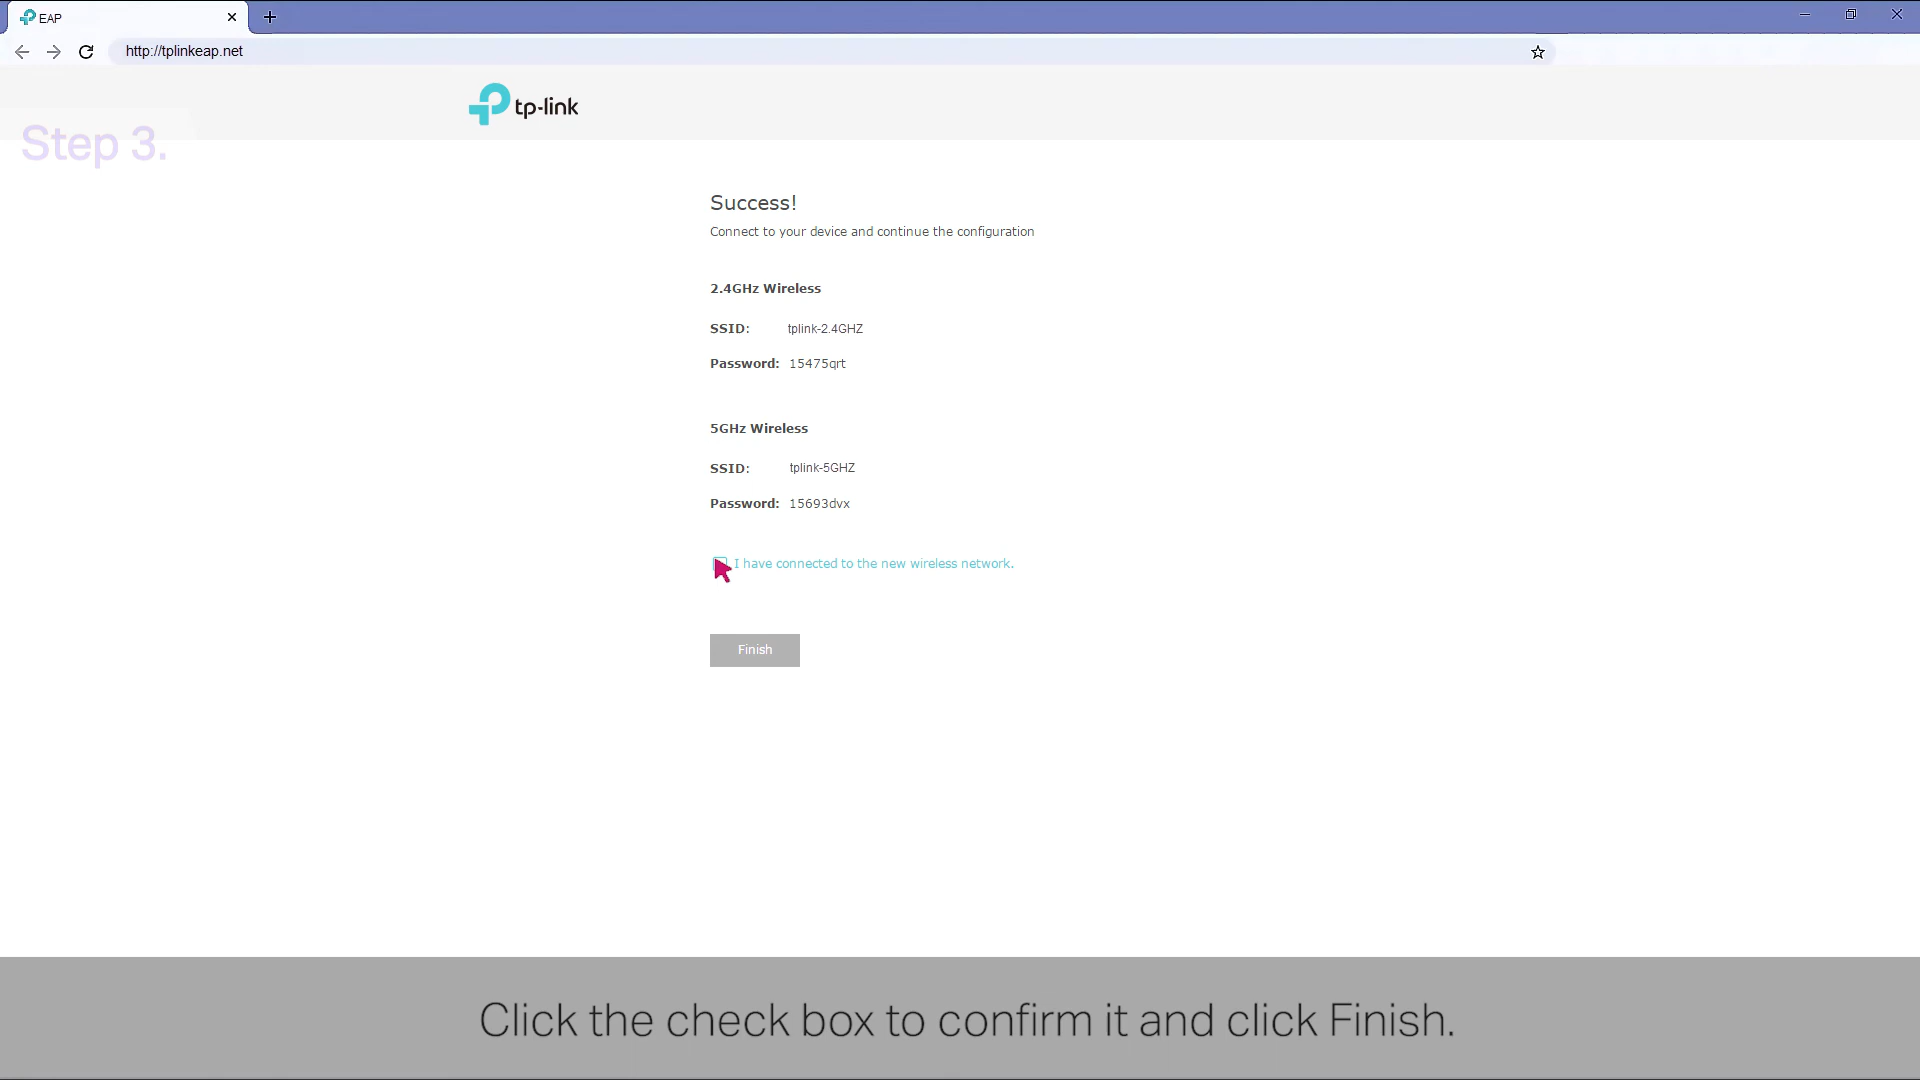 EAP
http://tplinkeap.net
tp-link
Step 3.
Success!
Connect to your device and continue the configuration
2.4GHz Wireless
SSID: tplink-2.4GHZ
Password: 15475qrt
5GHz Wireless
SSID: tplink-5GHZ
Password: 15693dvx
I have connected to the new wireless network.
Finish
Click the check box to confirm it and click Finish.